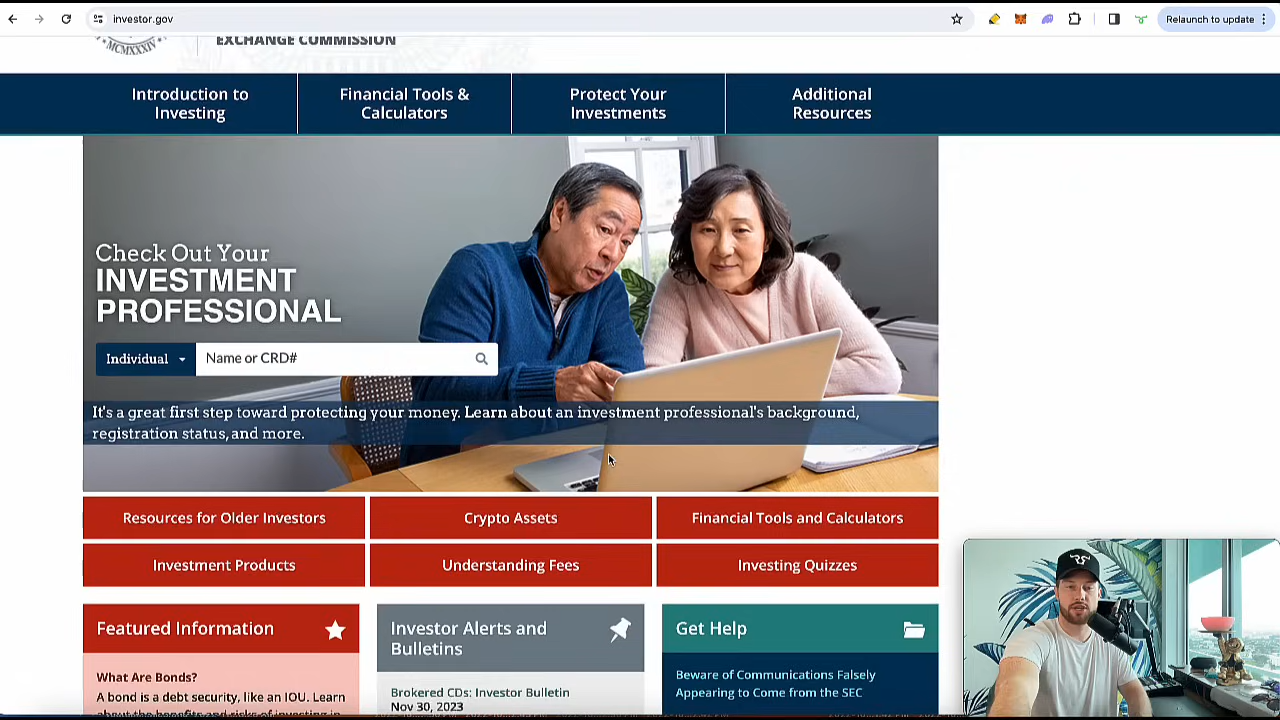 investor.gov
Relaunch to update
MCMXXXIV
EXCHANGE COMMISSION
Introduction to
Investing
Financial Tools &
Calculators
Protect Your
Investments
Additional
Resources
Check Out Your
INVESTMENT
PROFESSIONAL
Individual
Name or CRD#
It's a great first step toward protecting your money. Learn about an investment professional's background,
registration status, and more.
Resources for Older Investors
Crypto Assets
Financial Tools and Calculators
Investment Products
Understanding Fees
Investing Quizzes
Featured Information
What Are Bonds?
A bond is a debt security, like an IOU. Learn
Investor Alerts and
Bulletins
Brokered CDs: Investor Bulletin
Nov 30, 2023
Get Help
Beware of Communications Falsely
Appearing to Come from the SEC